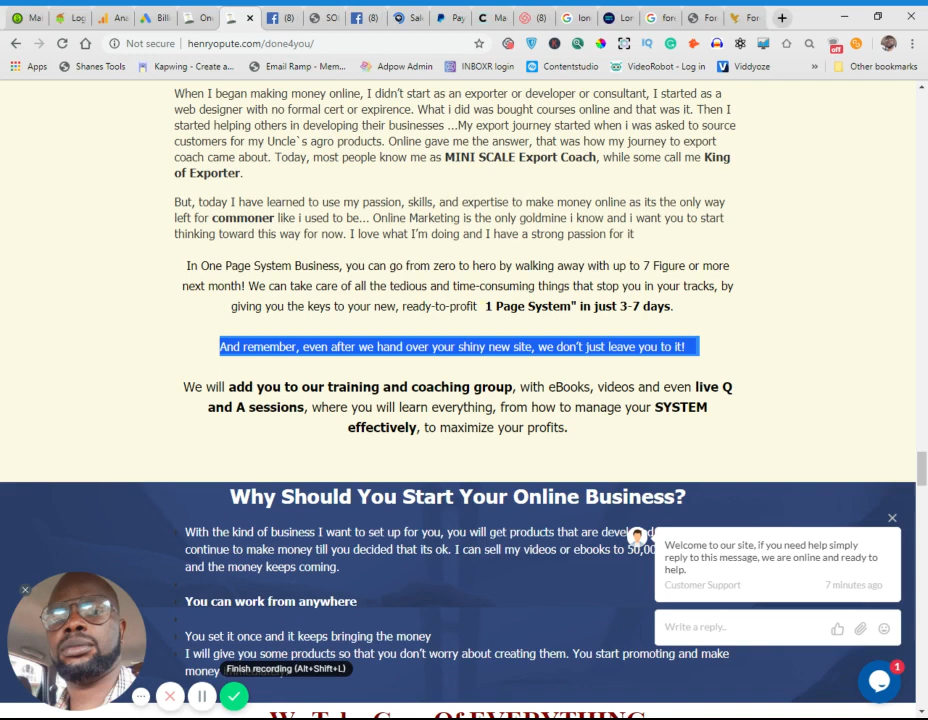 Ma
Log
Ana
Bill
On
(8)
SO
(8)
Sal
Pay
Ma
(8)
lon
Lor
fon
For
For
Not secure | henryopute.com/done4you/
Apps
Shanes Tools
Kapwing - Create a...
Email Ramp - Mem...
Adpow Admin
INBOXR login
Contentstudio
VideoRobot - Log in
Viddyoze
»
Other bookmarks
When I began making money online, I didn't start as an exporter or developer or consultant, I started as a
web designer with no formal cert or expirence. What i did was bought courses online and that was it. Then I
started helping others in developing their businesses ...My export journey started when i was asked to source
customers for my Uncle`s agro products. Online gave me the answer, that was how my journey to export
coach came about. Today, most people know me as MINI SCALE Export Coach, while some call me King
of Exporter.
But, today I have learned to use my passion, skills, and expertise to make money online as its the only way
left for commoner like i used to be... Online Marketing is the only goldmine i know and i want you to start
thinking toward this way for now. I love what I'm doing and I have a strong passion for it
In One Page System Business, you can go from zero to hero by walking away with up to 7 Figure or more
next month! We can take care of all the tedious and time-consuming things that stop you in your tracks, by
giving you the keys to your new, ready-to-profit 1 Page System" in just 3-7 days.
And remember, even after we hand over your shiny new site, we don't just leave you to it!
We will add you to our training and coaching group, with eBooks, videos and even live Q
and A sessions, where you will learn everything, from how to manage your SYSTEM
effectively, to maximize your profits.
Why Should You Start Your Online Business?
With the kind of business I want to set up for you, you will get products that are
continue to make money till you decided that its ok. I can sell my videos or ebooks to
and the money keeps coming.
You can work from anywhere
You set it once and it keeps bringing the money
I will give you some products so that you don't worry about creating them. You start promoting and make
money
Finish recording (Alt+Shift+L)
Welcome to our site, if you need help simply
reply to this message, we are online and ready to
help.
Customer Support
7 minutes ago
Write a reply..
1